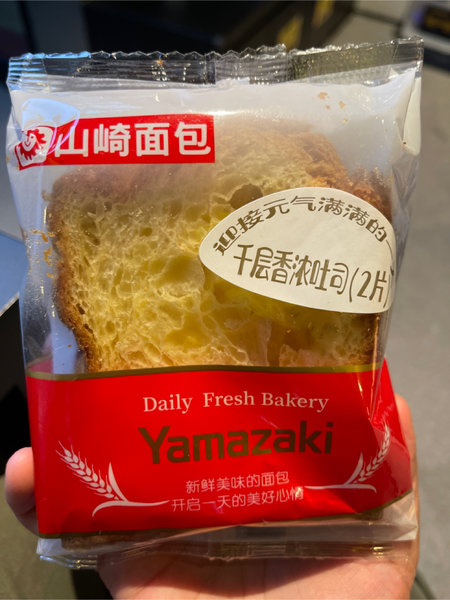 山崎面包
迎接元气满满的
千层香浓吐司(2片)
Daily Fresh Bakery
Yamazaki
新鲜美味的面包
开启一天的美好心情